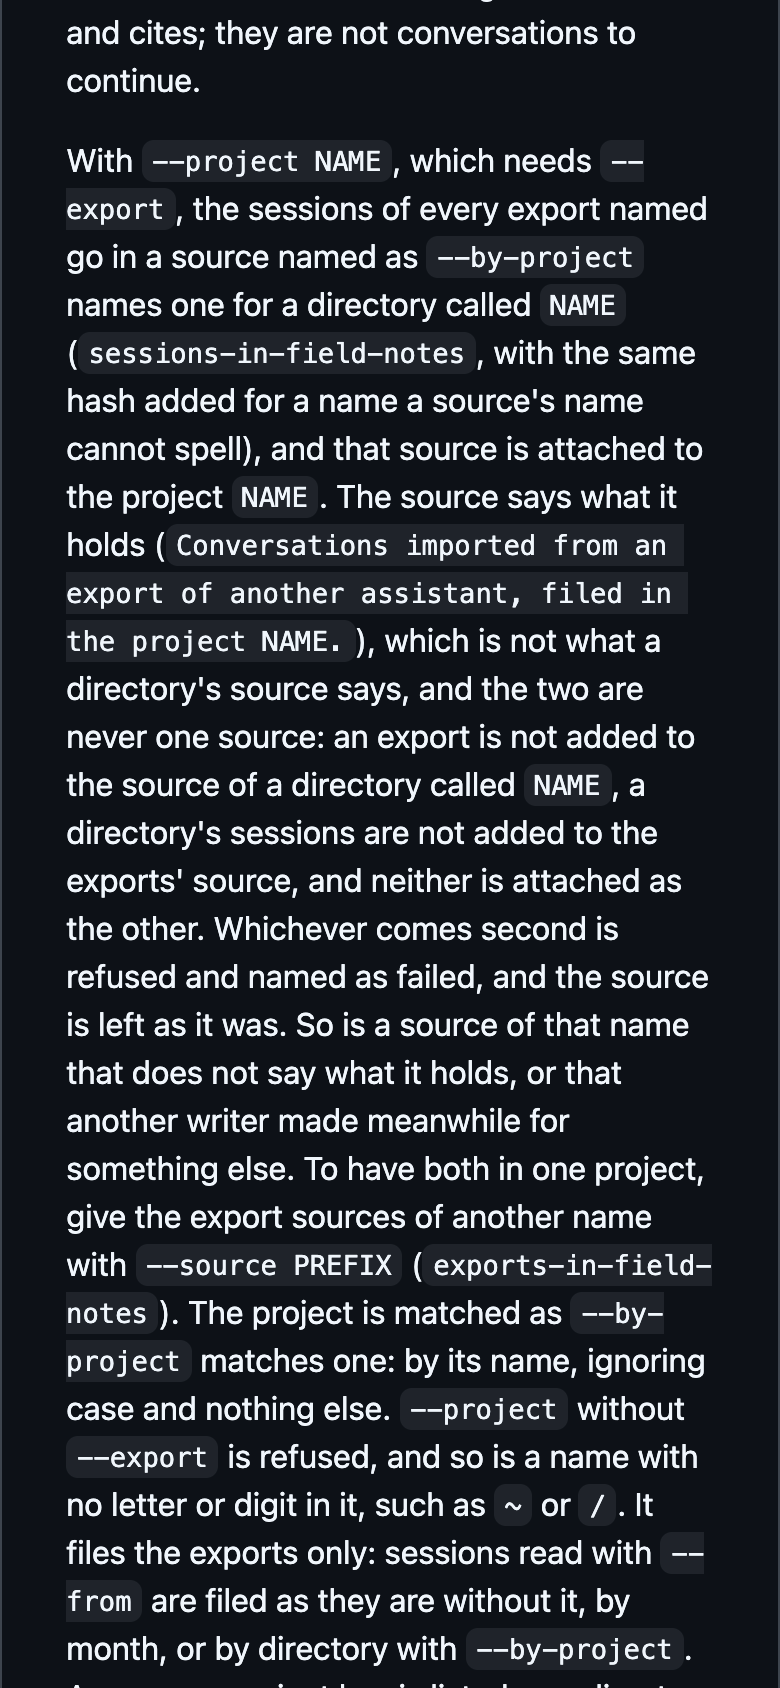 and cites; they are not conversations to
continue.
With --project NAME, which needs --
export, the sessions of every export named
go in a source named as --by-project
names one for a directory called NAME
(sessions-in-field-notes, with the same
hash added for a name a source's name
cannot spell), and that source is attached to
the project NAME. The source says what it
holds (Conversations imported from an
export of another assistant, filed in
the project NAME.), which is not what a
directory's source says, and the two are
never one source: an export is not added to
the source of a directory called NAME, a
directory's sessions are not added to the
exports' source, and neither is attached as
the other. Whichever comes second is
refused and named as failed, and the source
is left as it was. So is a source of that name
that does not say what it holds, or that
another writer made meanwhile for
something else. To have both in one project,
give the export sources of another name
with --source PREFIX (exports-in-field-
notes). The project is matched as --by-
project matches one: by its name, ignoring
case and nothing else. --project without
--export is refused, and so is a name with
no letter or digit in it, such as ~ or /. It
files the exports only: sessions read with --
from are filed as they are without it, by
month, or by directory with --by-project.